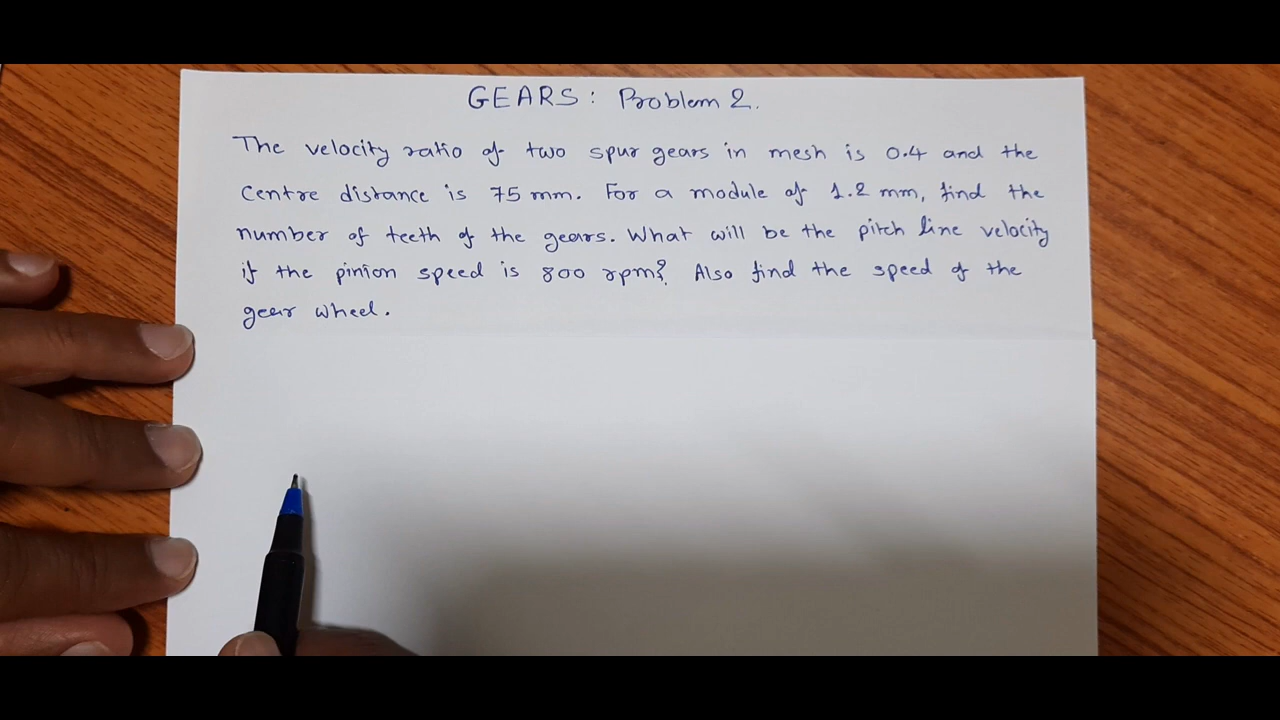 GEARS: Problem 2.
The velocity ratio of two spur gears in mesh is 0.4 and the
centre distance is 75 mm. For a module of 1.2 mm, find the
number of teeth of the gears. What will be the pitch line velocity
if the pinion speed is 800 rpm? Also find the speed of the
gear wheel.